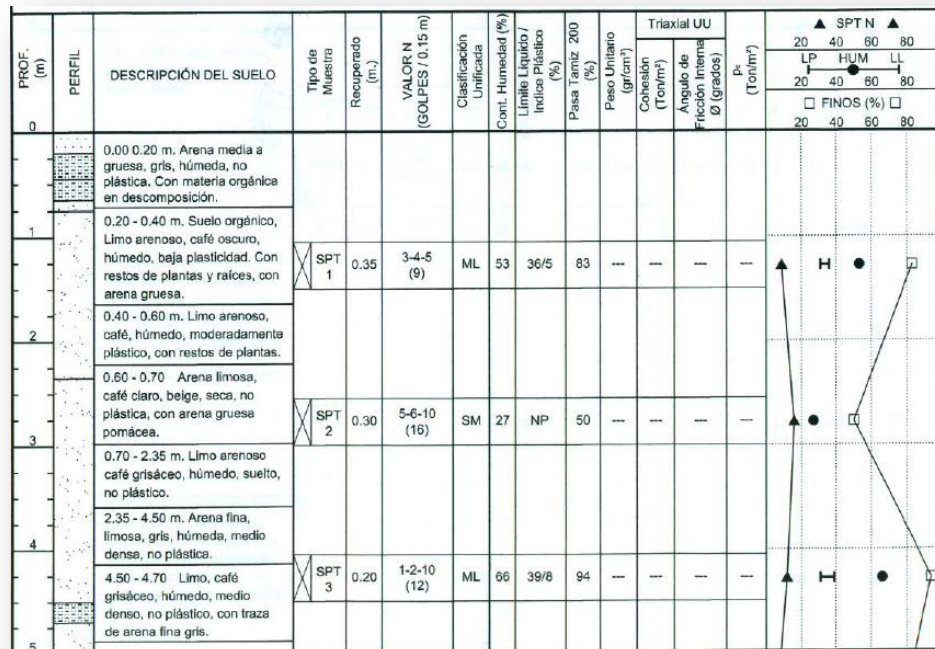 PROF. (m)
PERFIL
DESCRIPCIÓN DEL SUELO
Tipo de Muestra
Recuperado (m.)
VALOR N (GOLPES / 0.15 m)
Clasificación Unificada
Cont. Humedad (%)
Límite Líquido / Indice Plástico (%)
Pasa Tamiz 200 (%)
Peso Unitario (gr/cm³)
Triaxial UU
Cohesión (Ton/m²)
Ángulo de Fricción Interna Ø (grados)
(Ton/m²)
▲ SPT N ▲
20 40 60 80
LP HUM LL
20 40 60 80
□ FINOS (%) □
20 40 60 80
0
0.00 0.20 m. Arena media a
gruesa, gris, húmeda, no
plástica. Con materia orgánica
en descomposición.
0.20 - 0.40 m. Suelo orgánico,
Limo arenoso, café oscuro,
húmedo, baja plasticidad. Con
restos de plantas y raíces, con
arena gruesa.
1
SPT 1 0.35 3-4-5 (9) ML 53 36/5 83 --- --- --- ---
0.40 - 0.60 m. Limo arenoso,
café, húmedo, moderadamente
plástico, con restos de plantas.
2
0.60 - 0.70 Arena limosa,
café claro, beige, seca, no
plástica, con arena gruesa
pomácea.
SPT 2 0.30 5-6-10 (16) SM 27 NP 50 --- --- --- ---
3
0.70 - 2.35 m. Limo arenoso
café grisáceo, húmedo, suelto,
no plástico.
2.35 - 4.50 m. Arena fina,
limosa, gris, húmeda, medio
densa, no plástica.
4
4.50 - 4.70 Limo, café
grisáceo, húmedo, medio
denso, no plástico, con traza
de arena fina gris.
SPT 3 0.20 1-2-10 (12) ML 66 39/8 94 --- --- --- ---
5